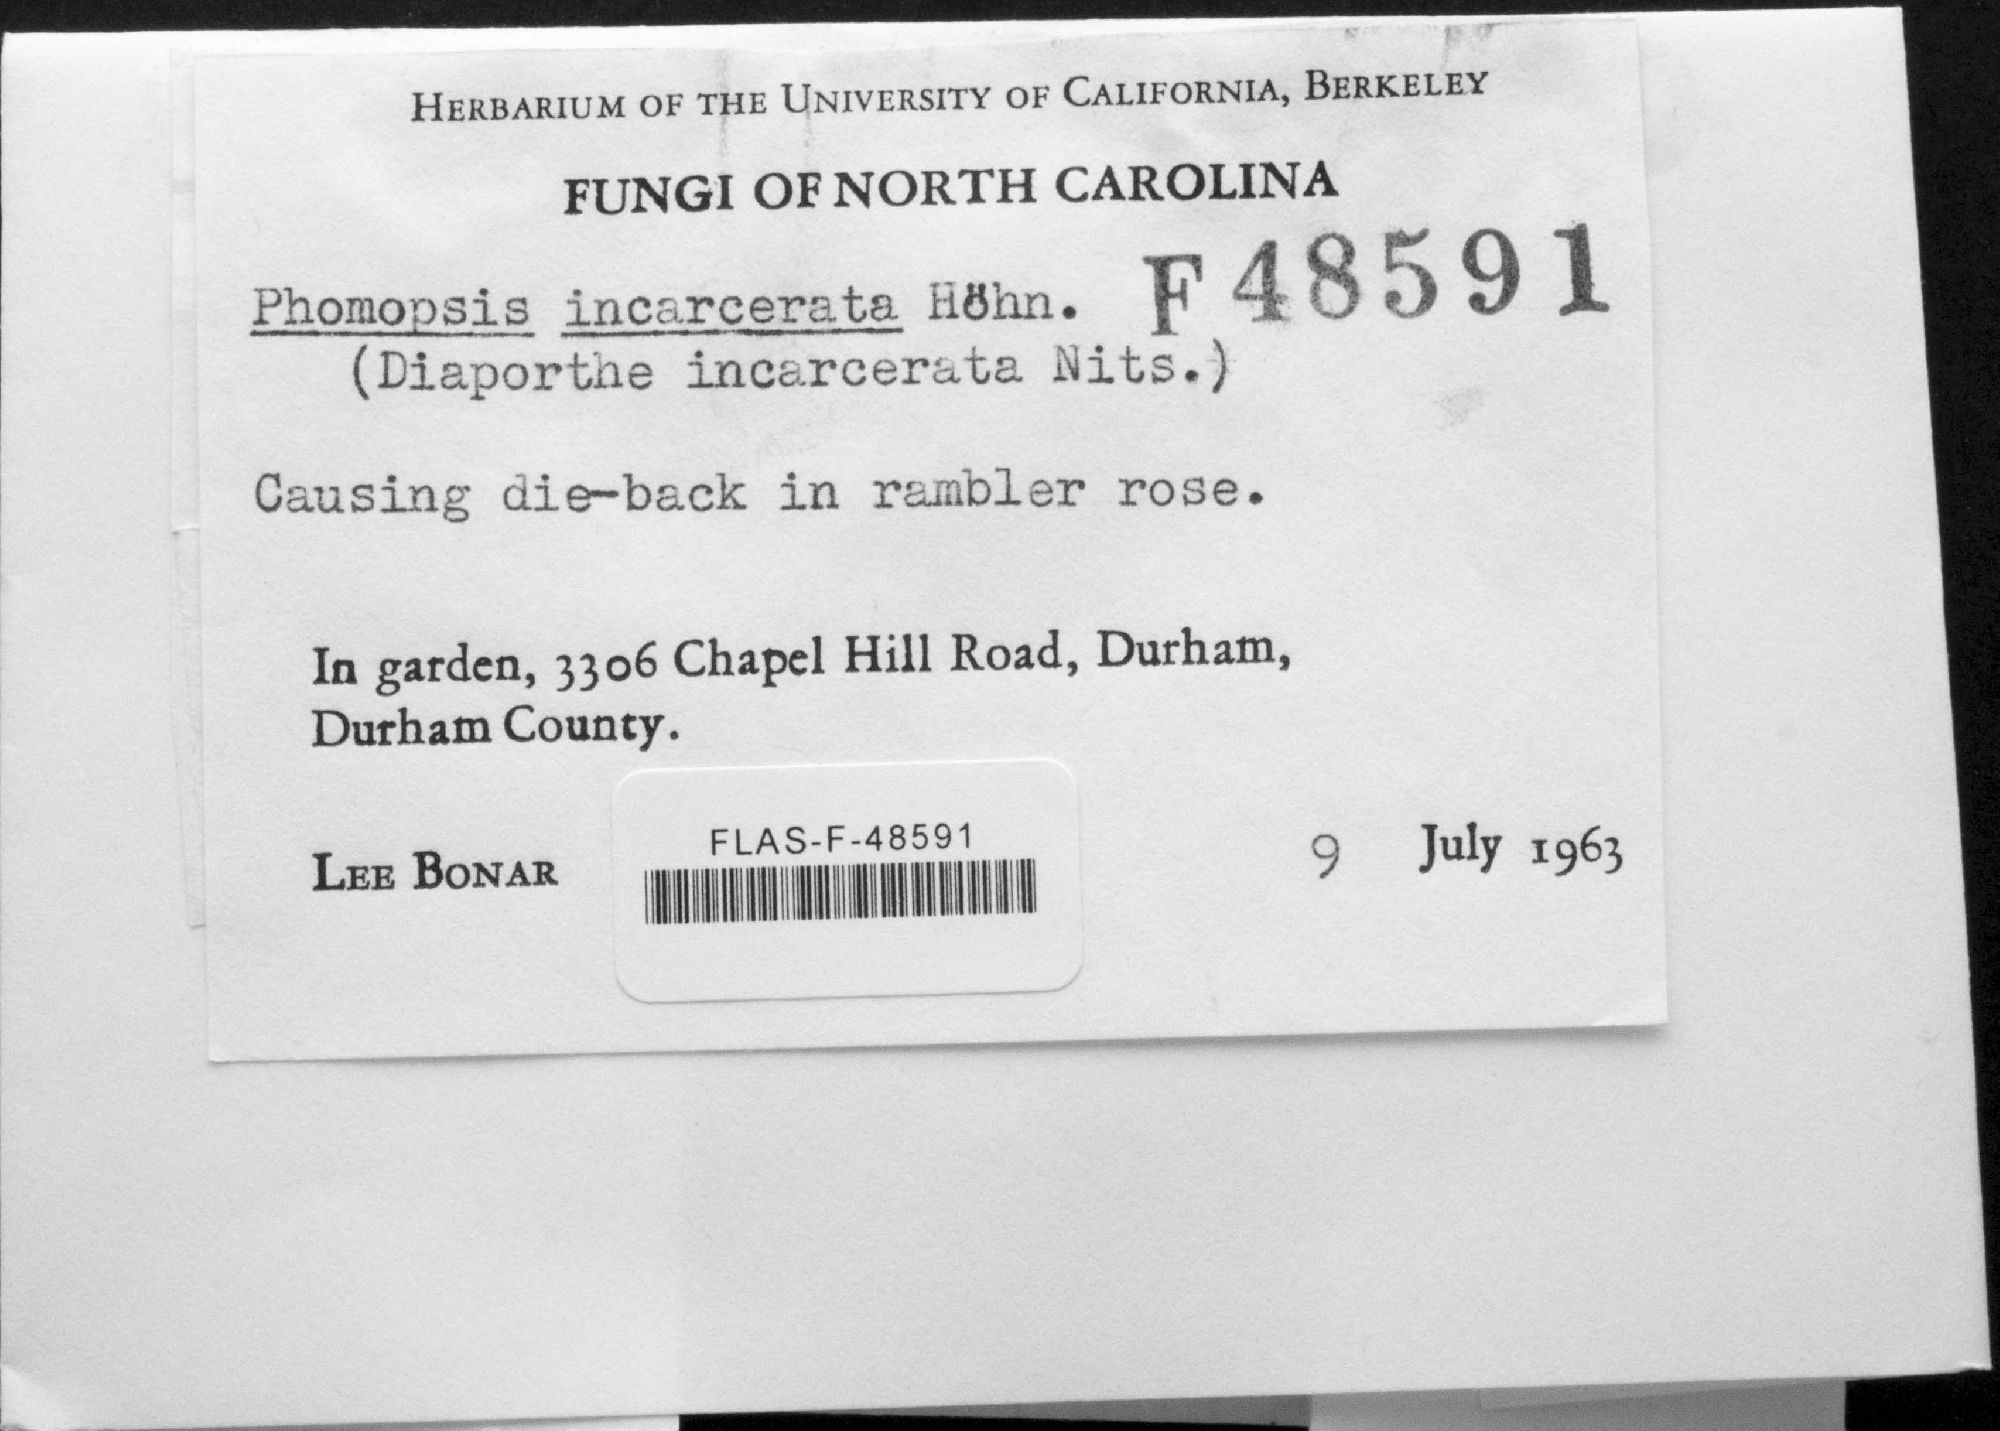 HERBARIUM OF THE UNIVERSITY OF CALIFORNIA, BERKELEY
FUNGI OF NORTH CAROLINA
F48591
Phomopsis incarcerata Höhn.
(Diaporthe incarcerata Nits.)
Causing die-back in rambler rose.
In garden, 3306 Chapel Hill Road, Durham,
Durham County.
LEE BONAR
FLAS-F-48591
9 July 1963